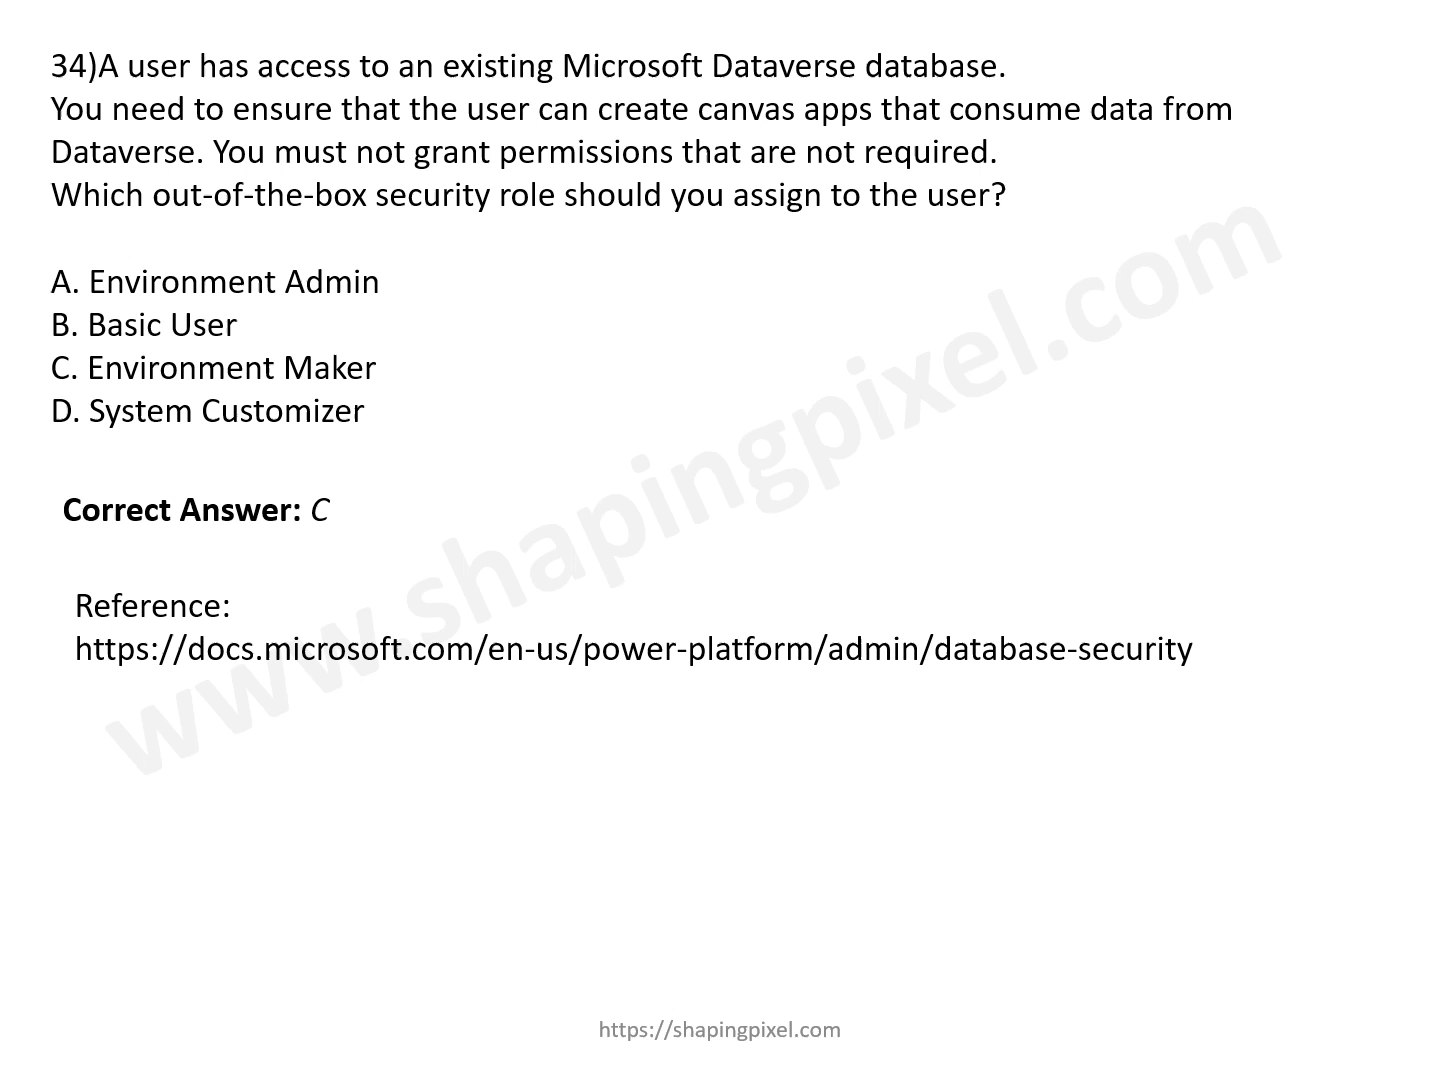 34)A user has access to an existing Microsoft Dataverse database.
You need to ensure that the user can create canvas apps that consume data from
Dataverse. You must not grant permissions that are not required.
Which out-of-the-box security role should you assign to the user?
A. Environment Admin
B. Basic User
C. Environment Maker
D. System Customizer
Correct Answer: C
Reference:
https://docs.microsoft.com/en-us/power-platform/admin/database-security
www.shapingpixel.com
https://shapingpixel.com